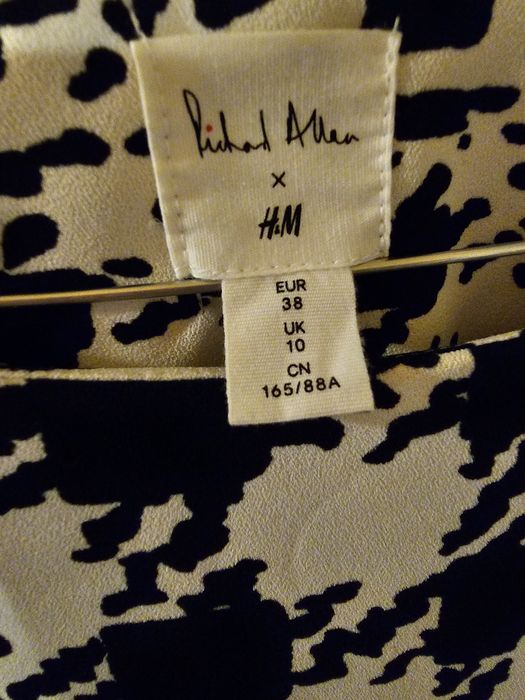 Richard Allan
x
H&M
EUR
38
UK
10
CN
165/88A